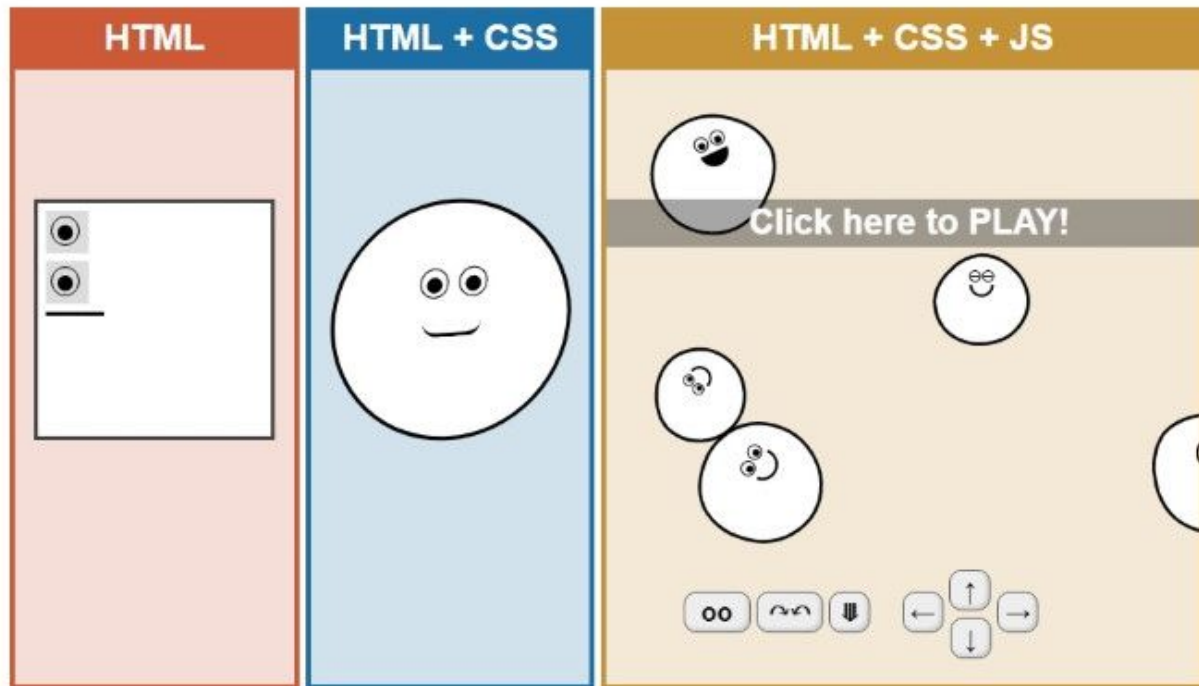 HTML
HTML + CSS
HTML + CSS + JS
Click here to PLAY!
oo
↑
← →
↓